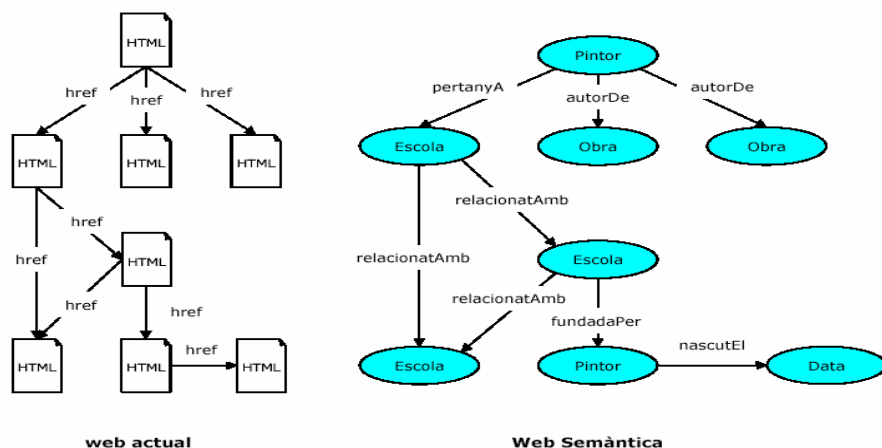 HTML
href
href
href
HTML
HTML
HTML
href
href
HTML
href
href
HTML
HTML
href
HTML
web actual
Pintor
pertanyA
autorDe
autorDe
Escola
Obra
Obra
relacionatAmb
relacionatAmb
Escola
relacionatAmb
fundadaPer
Escola
Pintor
nascutEl
Data
Web Semàntica